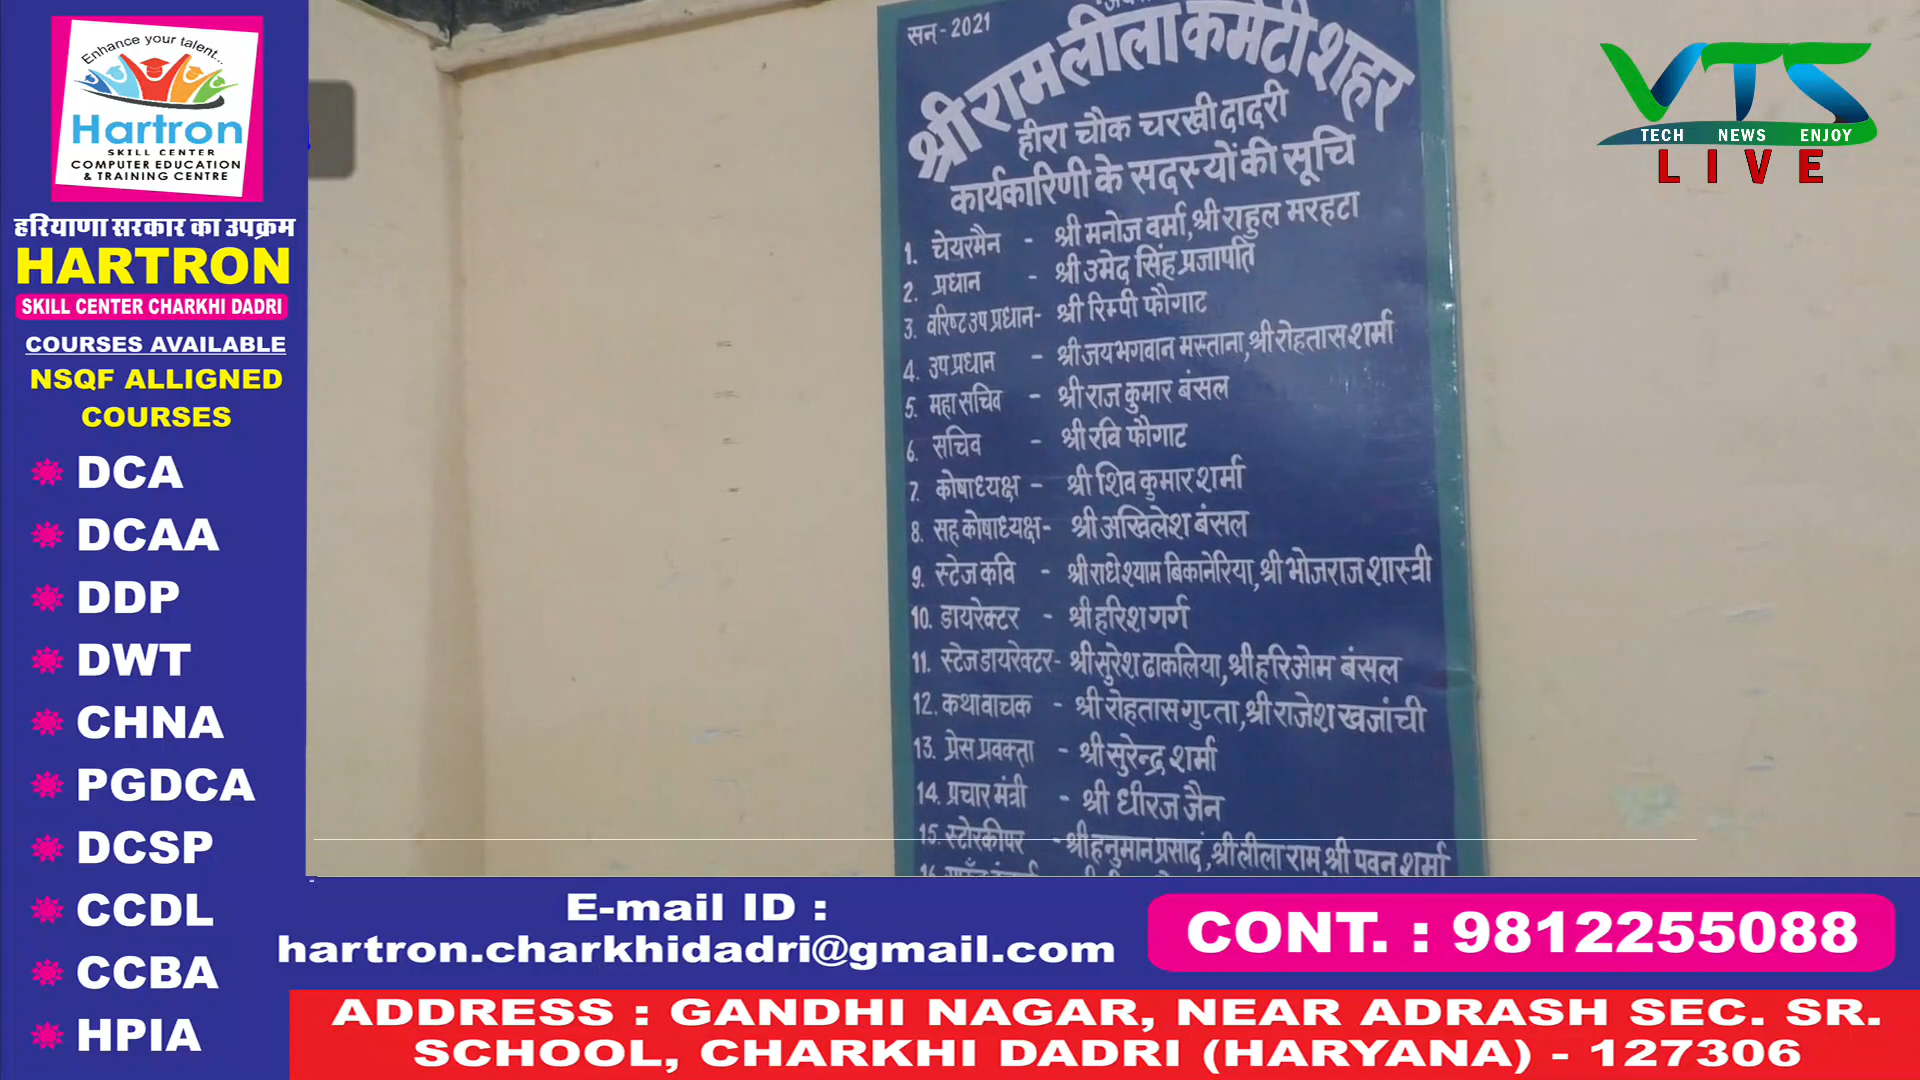 Enhance your talent...
Hartron
SKILL CENTER
COMPUTER EDUCATION
& TRAINING CENTRE
हरियाणा सरकार का उपक्रम
HARTRON
SKILL CENTER CHARKHI DADRI
COURSES AVAILABLE
NSQF ALLIGNED
COURSES
DCA
DCAA
DDP
DWT
CHNA
PGDCA
DCSP
CCDL
CCBA
HPIA
सन-2021
श्री राम लीला कमेटी शहर
हीरा चौक चरखी दादरी
कार्यकारिणी के सदस्यों की सूचि
1. चेयरमैन - श्री मनोज वर्मा, श्री राहुल मरहटा
2. प्रधान - श्री उमेद सिंह प्रजापति
3. वरिष्ट उप प्रधान- श्री रिम्पी फौगाट
4. उप प्रधान - श्री जयभगवान मस्ताना, श्री रोहतास शर्मा
5. महा सचिव - श्री राज कुमार बंसल
6. सचिव - श्री रवि फौगाट
7. कोषाध्यक्ष - श्री शिव कुमार शर्मा
8. सह कोषाध्यक्ष- श्री अखिलेश बंसल
9. स्टेज कवि - श्री राधेश्याम बिकानेरिया, श्री भोजराज शास्त्री
10. डायरेक्टर - श्री हरिश गर्ग
11. स्टेज डायरेक्टर- श्री सुरेश ढाकलिया, श्री हरिओम बंसल
12. कथावाचक - श्री रोहतास गुप्ता, श्री राजेश खजांची
13. प्रेस प्रवक्ता - श्री सुरेन्द्र शर्मा
14. प्रचार मंत्री - श्री धीरज जैन
15. स्टोरकीपर - श्री हनुमान प्रसाद, श्री लीला राम, श्री पवन शर्मा
VTS
TECH NEWS ENJOY
LIVE
E-mail ID :
hartron.charkhidadri@gmail.com
CONT. : 9812255088
ADDRESS : GANDHI NAGAR, NEAR ADRASH SEC. SR.
SCHOOL, CHARKHI DADRI (HARYANA) - 127306